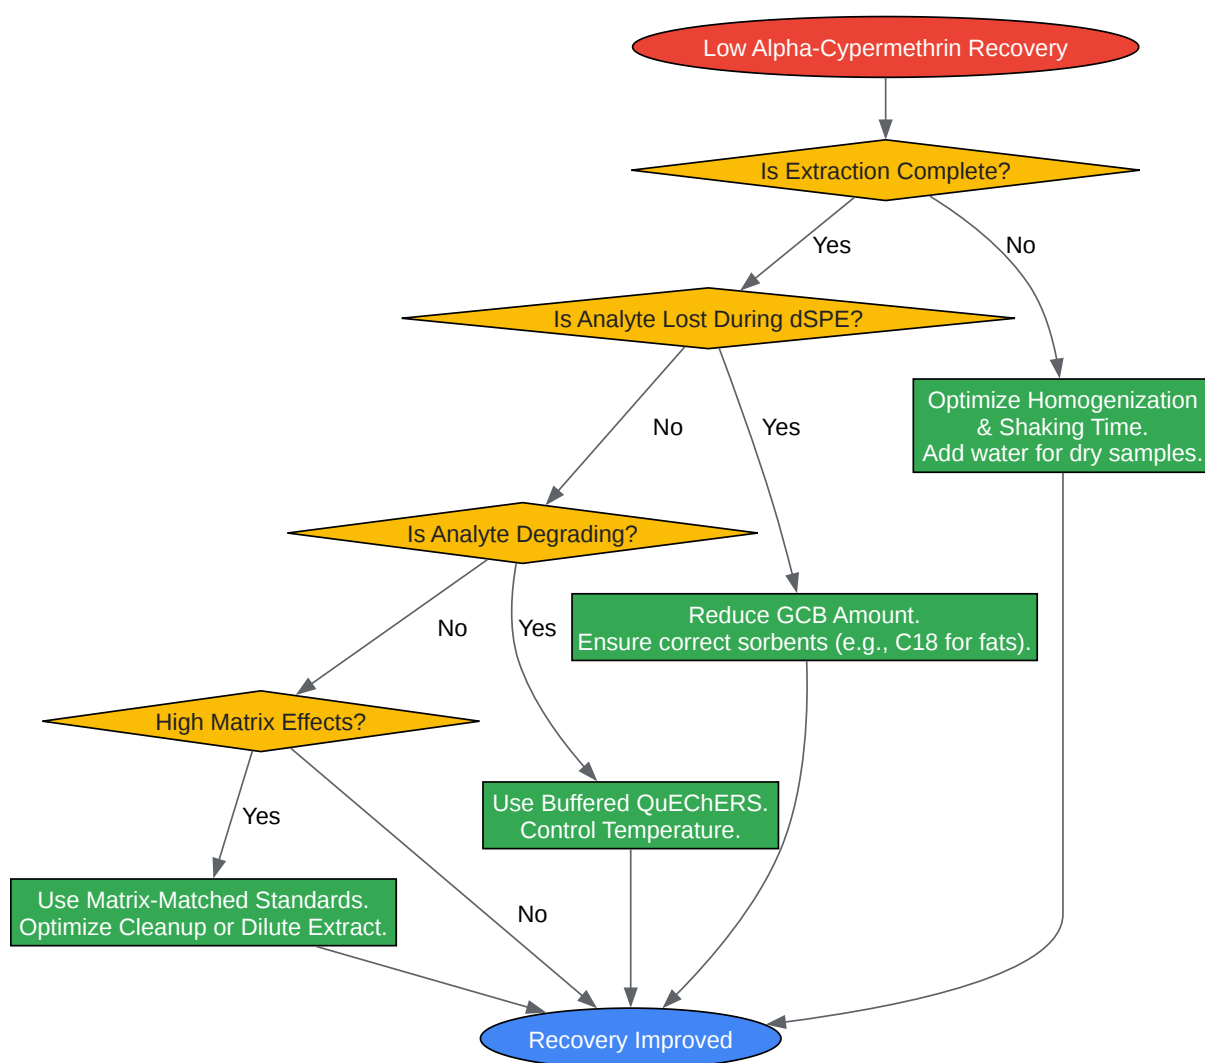 Low Alpha-Cypermethrin Recovery
Is Extraction Complete?
Yes
No
Is Analyte Lost During dSPE?
Optimize Homogenization
& Shaking Time.
Add water for dry samples.
No
Yes
Is Analyte Degrading?
Reduce GCB Amount.
Ensure correct sorbents (e.g., C18 for fats).
No
Yes
High Matrix Effects?
Use Buffered QuEChERS.
Control Temperature.
Yes
Use Matrix-Matched Standards.
Optimize Cleanup or Dilute Extract.
No
Recovery Improved